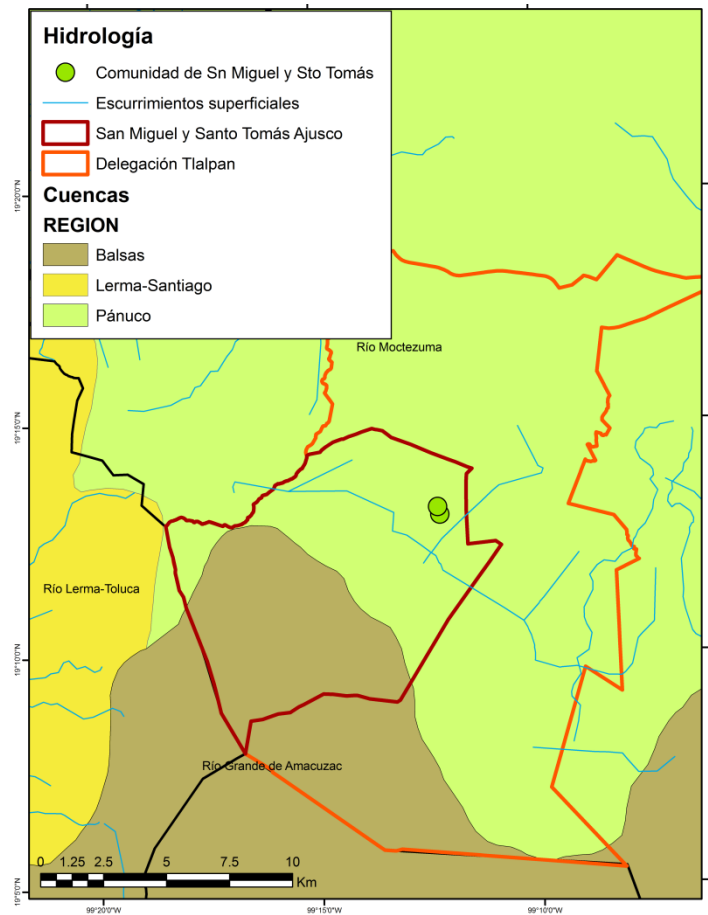 Hidrología
Comunidad de Sn Miguel y Sto Tomás
Escurrimientos superficiales
San Miguel y Santo Tomás Ajusco
Delegación Tlalpan
Cuencas
REGION
Balsas
Lerma-Santiago
Pánuco
19°20'0"N
Río Moctezuma
19°15'0"N
Río Lerma-Toluca
19°10'0"N
Río Grande de Amacuzac
0 1.25 2.5 5 7.5 10
Km
19°5'0"N
99°20'0"W 99°15'0"W 99°10'0"W